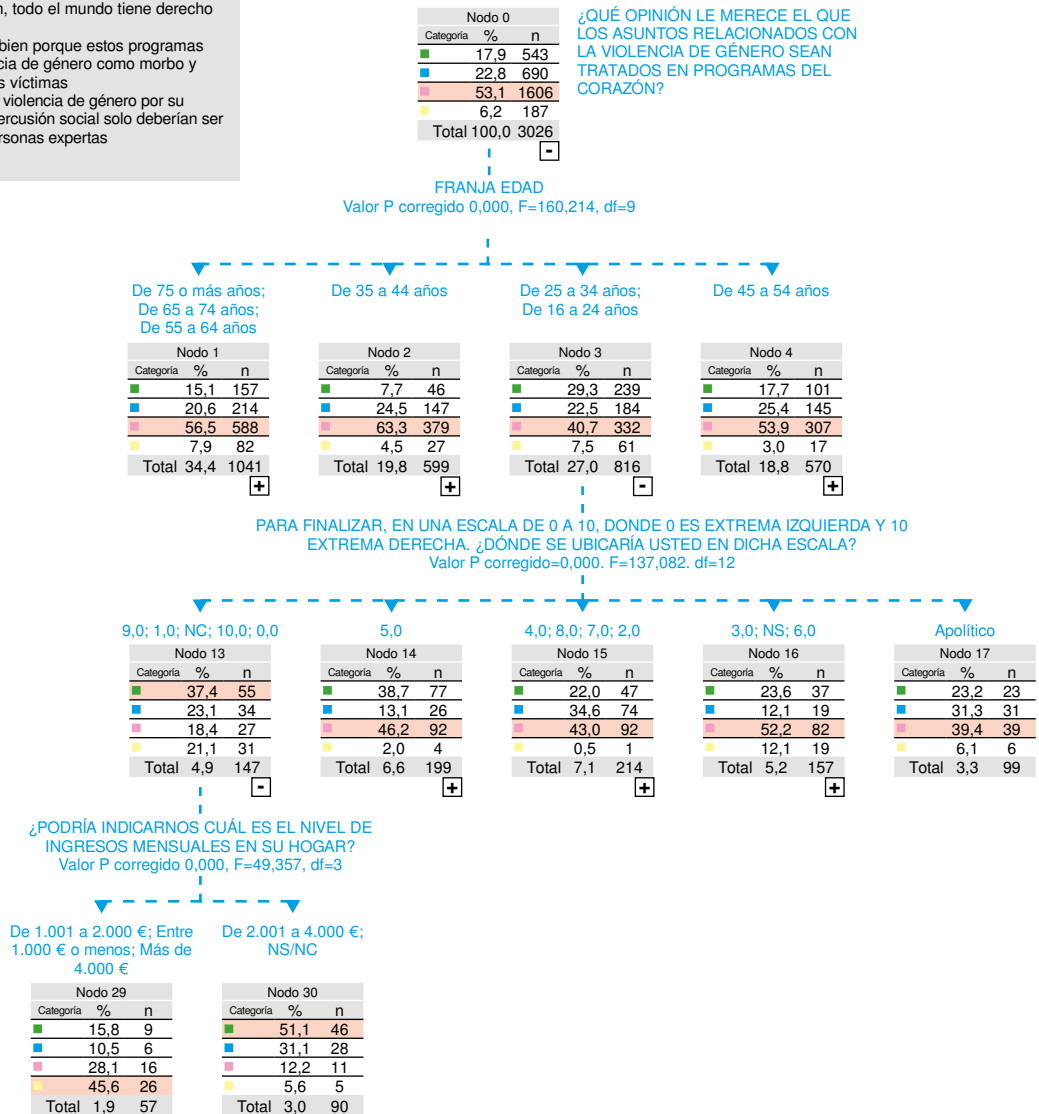 , todo el mundo tiene derecho
bien porque estos programas
cia de género como morbo y
s víctimas
violencia de género por su
ercusión social solo deberían ser
rsonas expertas
Nodo 0
Categoría % n
17,9 543
22,8 690
53,1 1606
6,2 187
Total 100,0 3026
-
¿QUÉ OPINIÓN LE MERECE EL QUE
LOS ASUNTOS RELACIONADOS CON
LA VIOLENCIA DE GÉNERO SEAN
TRATADOS EN PROGRAMAS DEL
CORAZÓN?
FRANJA EDAD
Valor P corregido 0,000, F=160,214, df=9
De 75 o más años;
De 65 a 74 años;
De 55 a 64 años
Nodo 1
Categoría % n
15,1 157
20,6 214
56,5 588
7,9 82
Total 34,4 1041
+
De 35 a 44 años
Nodo 2
Categoría % n
7,7 46
24,5 147
63,3 379
4,5 27
Total 19,8 599
+
De 25 a 34 años;
De 16 a 24 años
Nodo 3
Categoría % n
29,3 239
22,5 184
40,7 332
7,5 61
Total 27,0 816
-
De 45 a 54 años
Nodo 4
Categoría % n
17,7 101
25,4 145
53,9 307
3,0 17
Total 18,8 570
+
PARA FINALIZAR, EN UNA ESCALA DE 0 A 10, DONDE 0 ES EXTREMA IZQUIERDA Y 10
EXTREMA DERECHA. ¿DÓNDE SE UBICARÍA USTED EN DICHA ESCALA?
Valor P corregido=0,000. F=137,082. df=12
9,0; 1,0; NC; 10,0; 0,0
Nodo 13
Categoría % n
37,4 55
23,1 34
18,4 27
21,1 31
Total 4,9 147
-
5,0
Nodo 14
Categoría % n
38,7 77
13,1 26
46,2 92
2,0 4
Total 6,6 199
+
4,0; 8,0; 7,0; 2,0
Nodo 15
Categoría % n
22,0 47
34,6 74
43,0 92
0,5 1
Total 7,1 214
+
3,0; NS; 6,0
Nodo 16
Categoría % n
23,6 37
12,1 19
52,2 82
12,1 19
Total 5,2 157
+
Apolítico
Nodo 17
Categoría % n
23,2 23
31,3 31
39,4 39
6,1 6
Total 3,3 99
¿PODRÍA INDICARNOS CUÁL ES EL NIVEL DE
INGRESOS MENSUALES EN SU HOGAR?
Valor P corregido 0,000, F=49,357, df=3
De 1.001 a 2.000 €; Entre
1.000 € o menos; Más de
4.000 €
Nodo 29
Categoría % n
15,8 9
10,5 6
28,1 16
45,6 26
Total 1,9 57
De 2.001 a 4.000 €;
NS/NC
Nodo 30
Categoría % n
51,1 46
31,1 28
12,2 11
5,6 5
Total 3,0 90